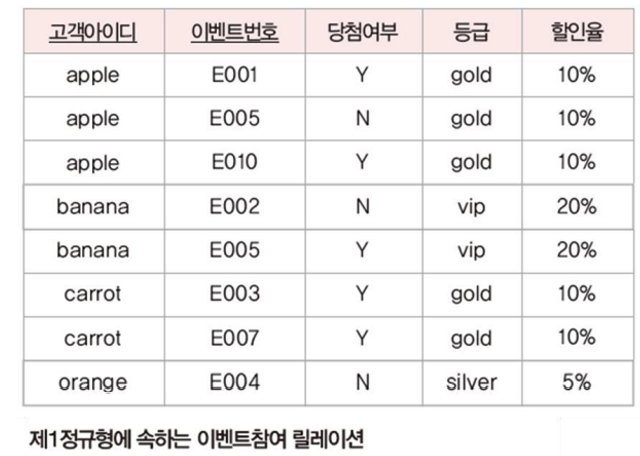 고객아이디 이벤트번호 당첨여부 등급 할인율
apple E001 Y gold 10%
apple E005 N gold 10%
apple E010 Y gold 10%
banana E002 N vip 20%
banana E005 Y vip 20%
carrot E003 Y gold 10%
carrot E007 Y gold 10%
orange E004 N silver 5%
제1정규형에 속하는 이벤트참여 릴레이션